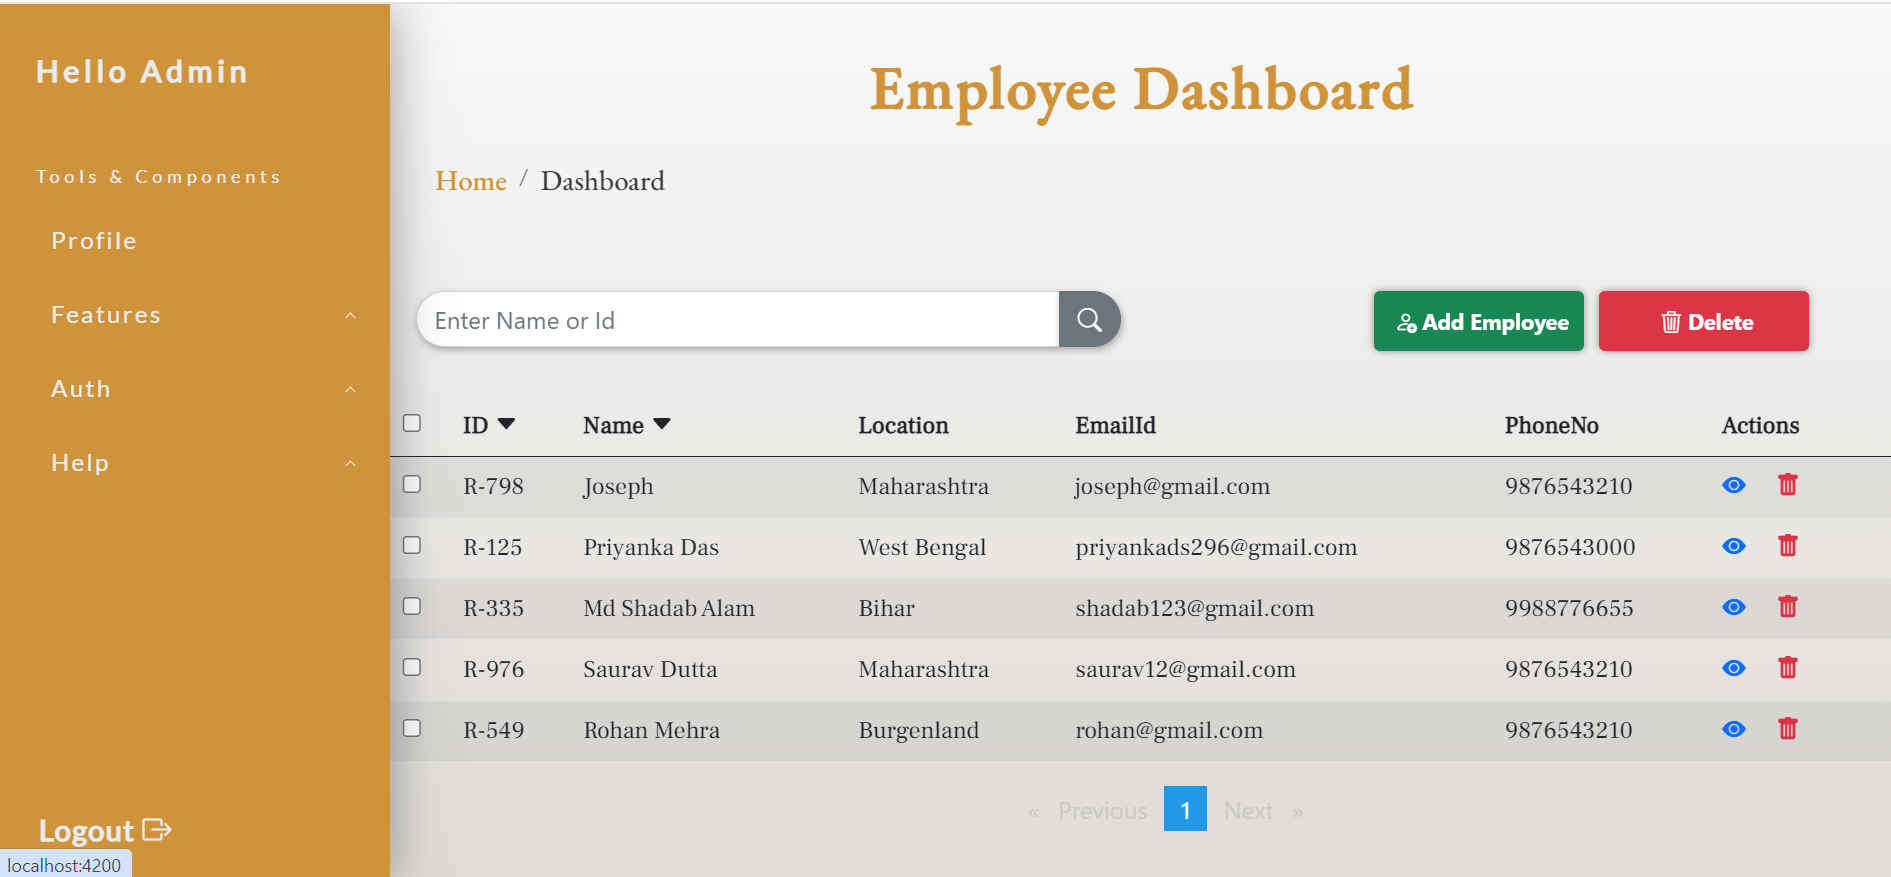 Hello Admin
Tools & Components
Profile
Features
Auth
Help
Logout
localhost:4200
Employee Dashboard
Home / Dashboard
Enter Name or Id
Add Employee Delete
ID Name Location EmailId PhoneNo Actions
R-798 Joseph Maharashtra joseph@gmail.com 9876543210
R-125 Priyanka Das West Bengal priyankads296@gmail.com 9876543000
R-335 Md Shadab Alam Bihar shadab123@gmail.com 9988776655
R-976 Saurav Dutta Maharashtra saurav12@gmail.com 9876543210
R-549 Rohan Mehra Burgenland rohan@gmail.com 9876543210
« Previous 1 Next »